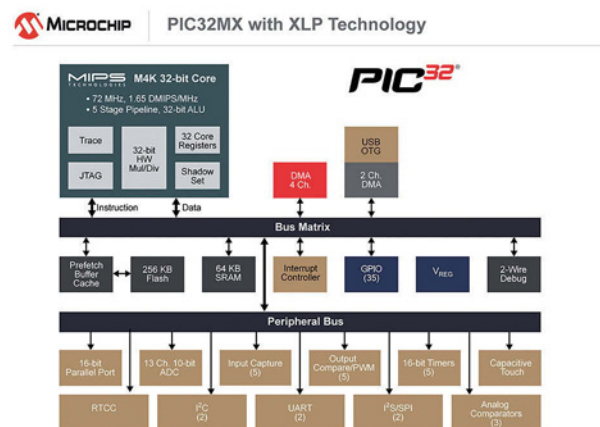 MICROCHIP
PIC32MX with XLP Technology
MIPS
TECHNOLOGIES
M4K 32-bit Core
• 72 MHz, 1.65 DMIPS/MHz
• 5 Stage Pipeline, 32-bit ALU
Trace
JTAG
32-bit
HW
Mul/Div
32 Core
Registers
Shadow
Set
PIC32®
USB
OTG
DMA
4 Ch.
2 Ch.
DMA
Instruction
Data
Bus Matrix
Prefetch
Buffer
Cache
256 KB
Flash
64 KB
SRAM
Interrupt
Controller
GPIO
(35)
VREG
2-Wire
Debug
Peripheral Bus
16-bit
Parallel Port
13 Ch. 10-bit
ADC
Input Capture
(5)
Output
Compare/PWM
(5)
16-bit Timers
(5)
Capacitive
Touch
RTCC
I²C
(2)
UART
(2)
I²S/SPI
(2)
Analog
Comparators
(3)